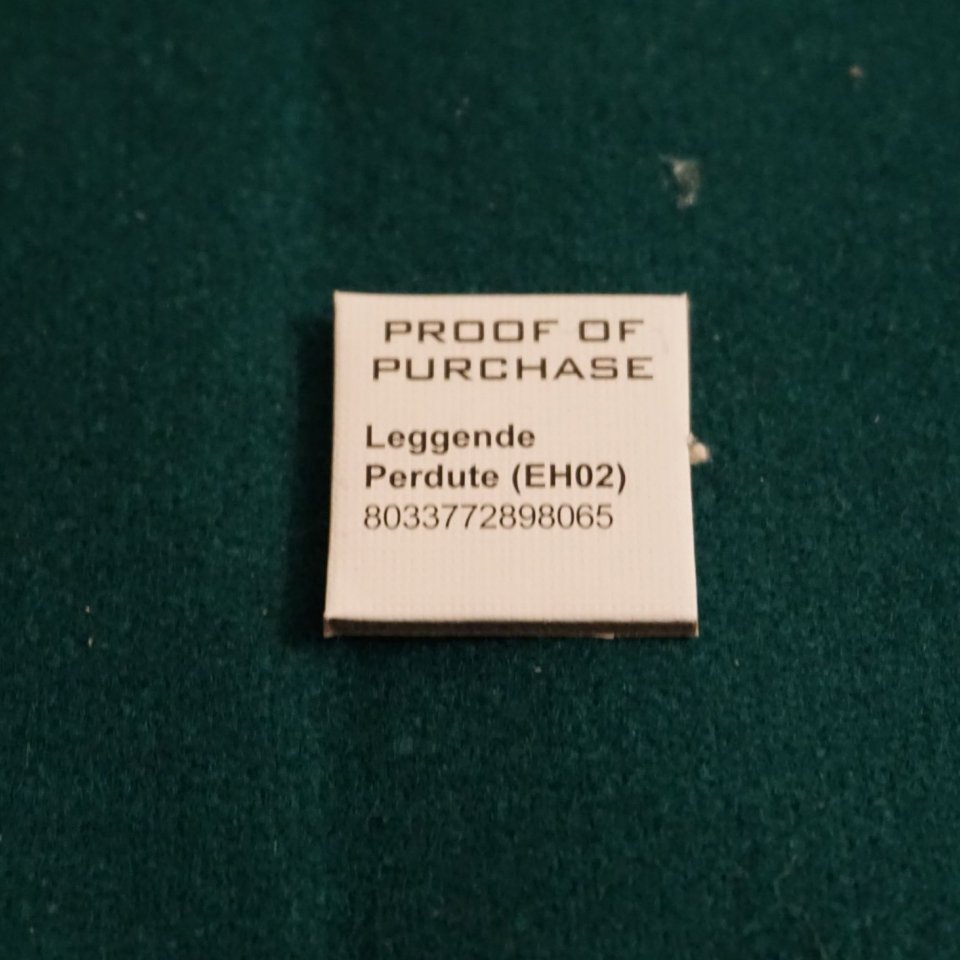 PROOF OF
PURCHASE
Leggende
Perdute (EH02)
8033772898065